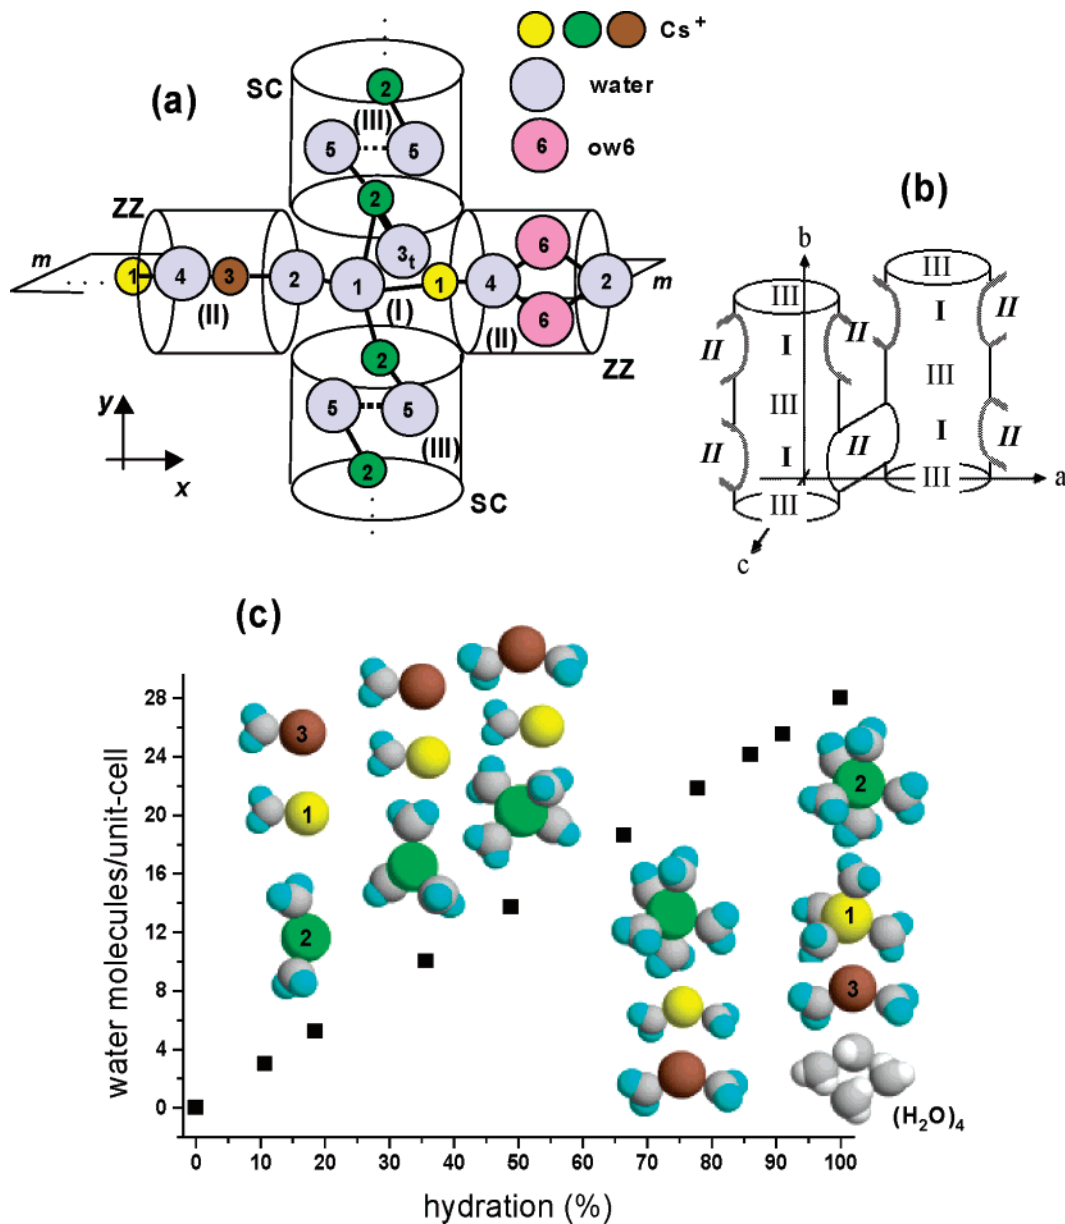 (a)
SC
2
Cs+
water
6 ow6
(III)
5 5
2
ZZ
3t
6
m 1 4 3 2 1 1 4 2 m
(II) (I) (II)
6
2
ZZ
5 5
(III)
2
SC
y
x
(b)
b
III
III I
II I II II
III
III
I I
II II II
III
III
a
c
(c)
water molecules/unit-cell
28
24
20
16
12
8
4
0
3
1
2
2
1
3
(H2O)4
0 10 20 30 40 50 60 70 80 90 100
hydration (%)